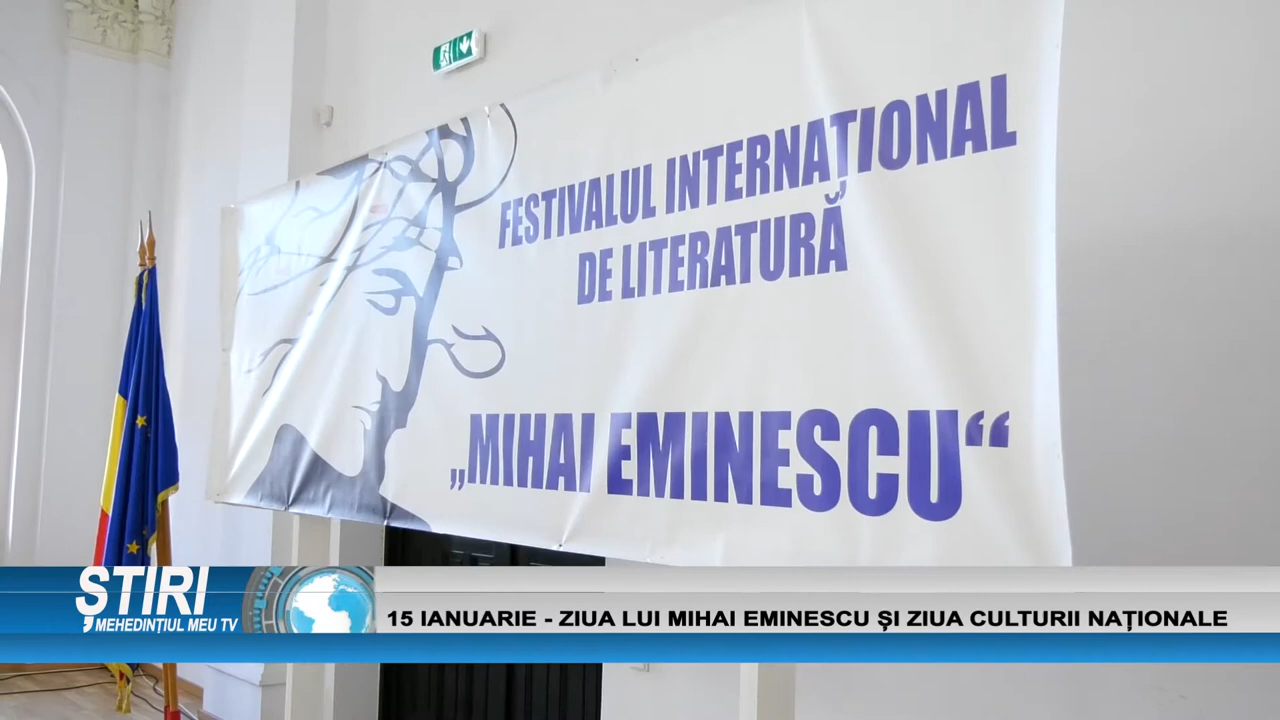 FESTIVALUL INTERNAȚIONAL
DE LITERATURĂ
„MIHAI EMINESCU“
ȘTIRI
MEHEDINȚIUL MEU TV
15 IANUARIE - ZIUA LUI MIHAI EMINESCU ȘI ZIUA CULTURII NAȚIONALE